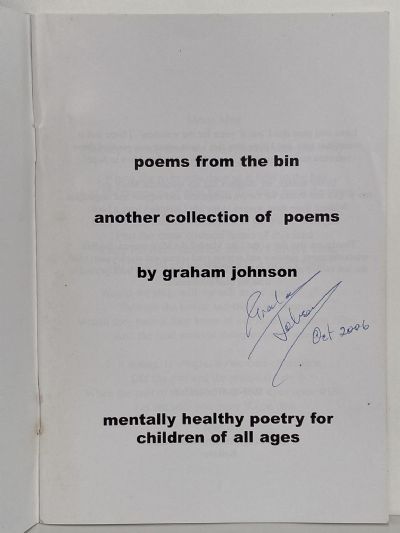 poems from the bin
another collection of poems
by graham johnson
Graham
Johnson
Oct 2006
mentally healthy poetry for
children of all ages